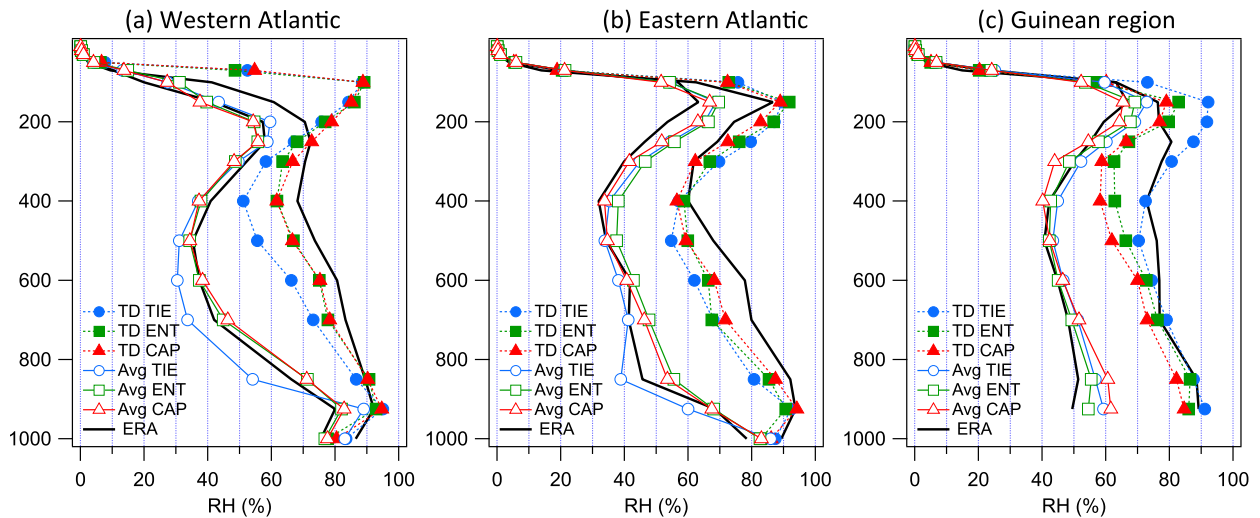 (a) Western Atlantic
(b) Eastern Atlantic
(c) Guinean region
200
400
600
800
1000
TD TIE
TD ENT
TD CAP
Avg TIE
Avg ENT
Avg CAP
ERA
0 20 40 60 80 100
RH (%)
200
400
600
800
1000
TD TIE
TD ENT
TD CAP
Avg TIE
Avg ENT
Avg CAP
ERA
0 20 40 60 80 100
RH (%)
200
400
600
800
1000
TD TIE
TD ENT
TD CAP
Avg TIE
Avg ENT
Avg CAP
ERA
0 20 40 60 80 100
RH (%)